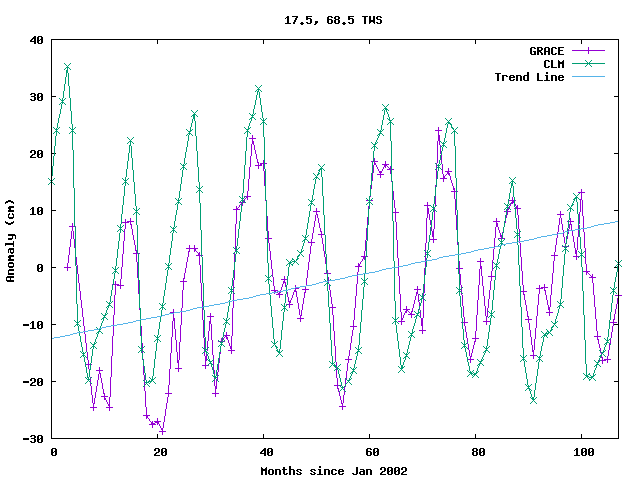 17.5, 68.5 TWS
GRACE
CLM
Trend Line
Anomaly (cm)
40
30
20
10
0
-10
-20
-30
0 20 40 60 80 100
Months since Jan 2002